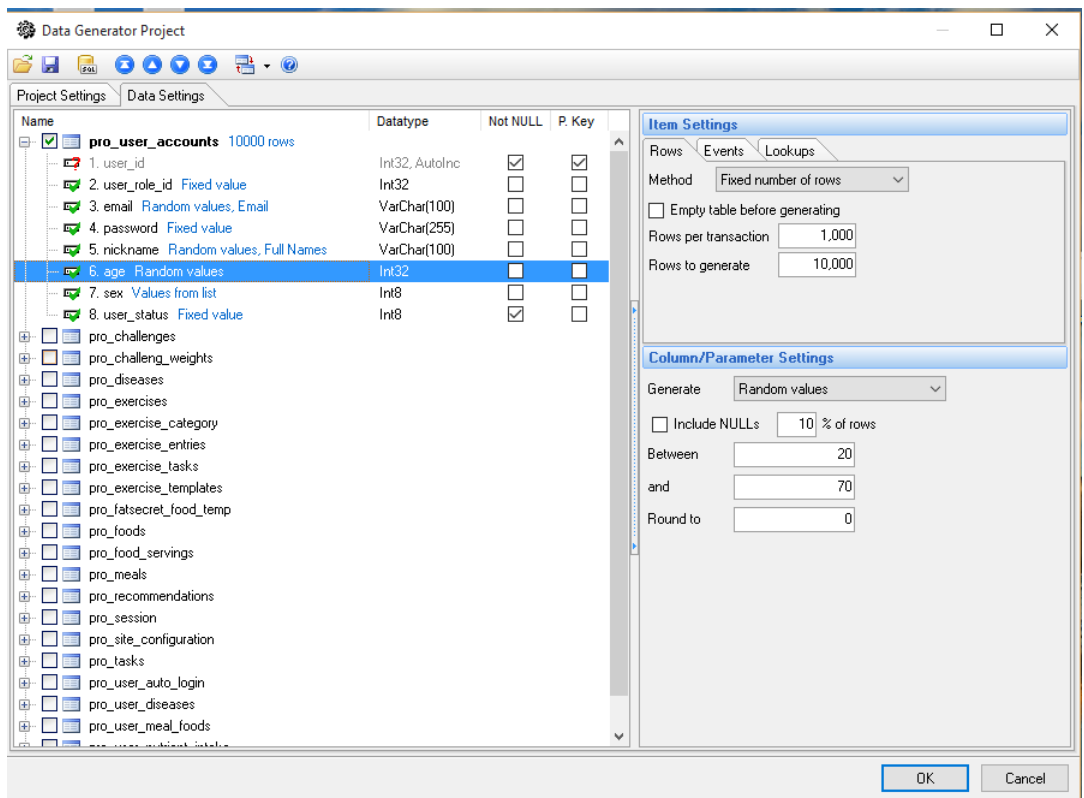 Data Generator Project
SQL
Project Settings Data Settings
Name Datatype Not NULL P. Key
pro_user_accounts 10000 rows
1. user_id Int32, AutoInc
2. user_role_id Fixed value Int32
3. email Random values, Email VarChar(100)
4. password Fixed value VarChar(255)
5. nickname Random values, Full Names VarChar(100)
6. age Random values Int32
7. sex Values from list Int8
8. user_status Fixed value Int8
pro_challenges
pro_challeng_weights
pro_diseases
pro_exercises
pro_exercise_category
pro_exercise_entries
pro_exercise_tasks
pro_exercise_templates
pro_fatsecret_food_temp
pro_foods
pro_food_servings
pro_meals
pro_recommendations
pro_session
pro_site_configuration
pro_tasks
pro_user_auto_login
pro_user_diseases
pro_user_meal_foods
Item Settings
Rows Events Lookups
Method Fixed number of rows
Empty table before generating
Rows per transaction 1,000
Rows to generate 10,000
Column/Parameter Settings
Generate Random values
Include NULLs 10 % of rows
Between 20
and 70
Round to 0
OK Cancel